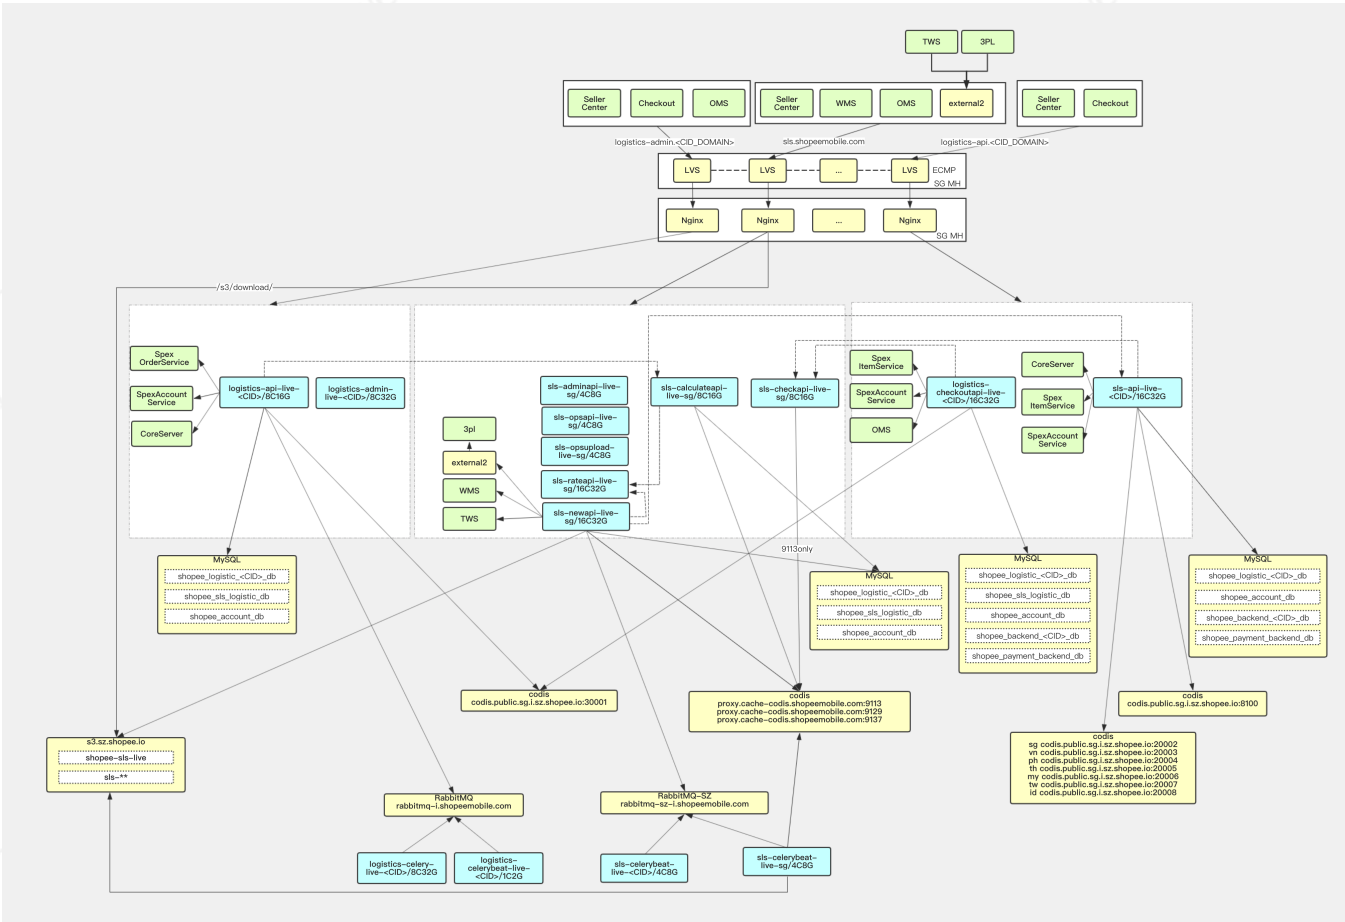 TWS
3PL
Seller
Center
Checkout
OMS
Seller
Center
WMS
OMS
external2
Seller
Center
Checkout
logistics-admin.<CID_DOMAIN>
sls.shopeemobile.com
logistics-api.<CID_DOMAIN>
LVS
LVS
...
LVS
ECMP
SG MH
Nginx
Nginx
...
Nginx
SG MH
/s3/download/
Spex
OrderService
SpexAccount
Service
CoreServer
logistics-api-live-
<CID>/8C16G
logistics-admin-
live-<CID>/8C32G
3pl
external2
WMS
TWS
sls-adminapi-live-
sg/4C8G
sls-opsapi-live-
sg/4C8G
sls-opsupload-
live-sg/4C8G
sls-rateapi-live-
sg/16C32G
sls-newapi-live-
sg/16C32G
sls-calculateapi-
live-sg/8C16G
sls-checkapi-live-
sg/8C16G
Spex
ItemService
SpexAccount
Service
OMS
logistics-
checkoutapi-live-
<CID>/16C32G
CoreServer
Spex
ItemService
SpexAccount
Service
sls-api-live-
<CID>/16C32G
9113only
MySQL
shopee_logistic_<CID>_db
shopee_sls_logistic_db
shopee_account_db
MySQL
shopee_logistic_<CID>_db
shopee_sls_logistic_db
shopee_account_db
MySQL
shopee_logistic_<CID>_db
shopee_sls_logistic_db
shopee_account_db
shopee_backend_<CID>_db
shopee_payment_backend_db
MySQL
shopee_logistic_<CID>_db
shopee_account_db
shopee_backend_<CID>_db
shopee_payment_backend_db
codis
codis.public.sg.i.sz.shopee.io:30001
codis
proxy.cache-codis.shopeemobile.com:9113
proxy.cache-codis.shopeemobile.com:9129
proxy.cache-codis.shopeemobile.com:9137
codis
codis.public.sg.i.sz.shopee.io:8100
codis
sg codis.public.sg.i.sz.shopee.io:20002
vn codis.public.sg.i.sz.shopee.io:20003
ph codis.public.sg.i.sz.shopee.io:20004
th codis.public.sg.i.sz.shopee.io:20005
my codis.public.sg.i.sz.shopee.io:20006
tw codis.public.sg.i.sz.shopee.io:20007
id codis.public.sg.i.sz.shopee.io:20008
s3.sz.shopee.io
shopee-sls-live
sls-**
RabbitMQ
rabbitmq-i.shopeemobile.com
RabbitMQ-SZ
rabbitmq-sz-i.shopeemobile.com
logistics-celery-
live-<CID>/8C32G
logistics-
celerybeat-live-
<CID>/1C2G
sls-celerybeat-
live-<CID>/4C8G
sls-celerybeat-
live-sg/4C8G